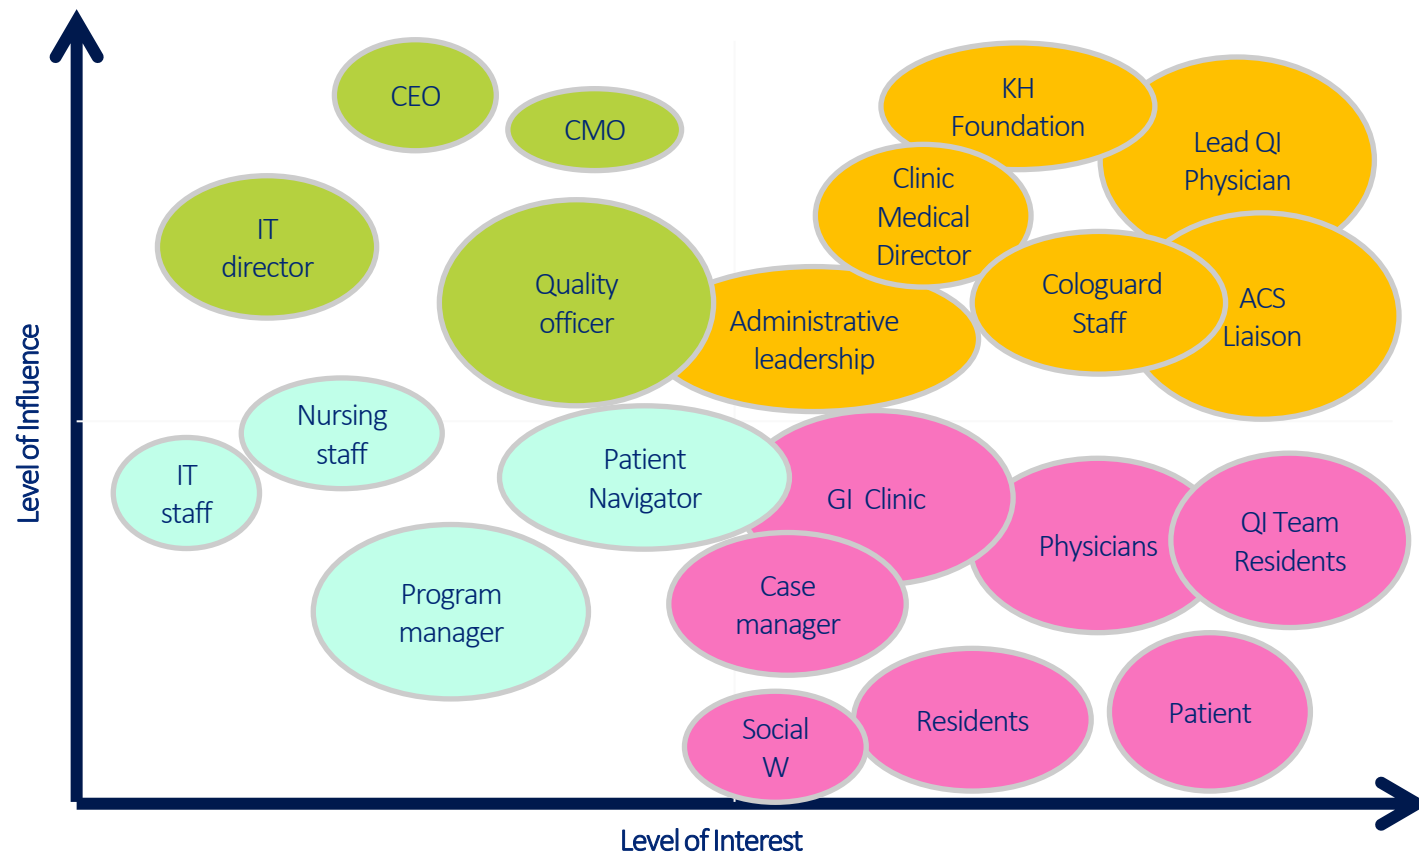 CEO
CMO
KH
Foundation
Lead QI
Physician
Clinic
Medical
Director
IT
director
Quality
officer
Administrative
leadership
Cologuard
Staff
ACS
Liaison
Level of Influence
Nursing
staff
IT
staff
Patient
Navigator
GI  Clinic
Physicians
QI Team
Residents
Program
manager
Case
manager
Social
W
Residents
Patient
Level of Interest